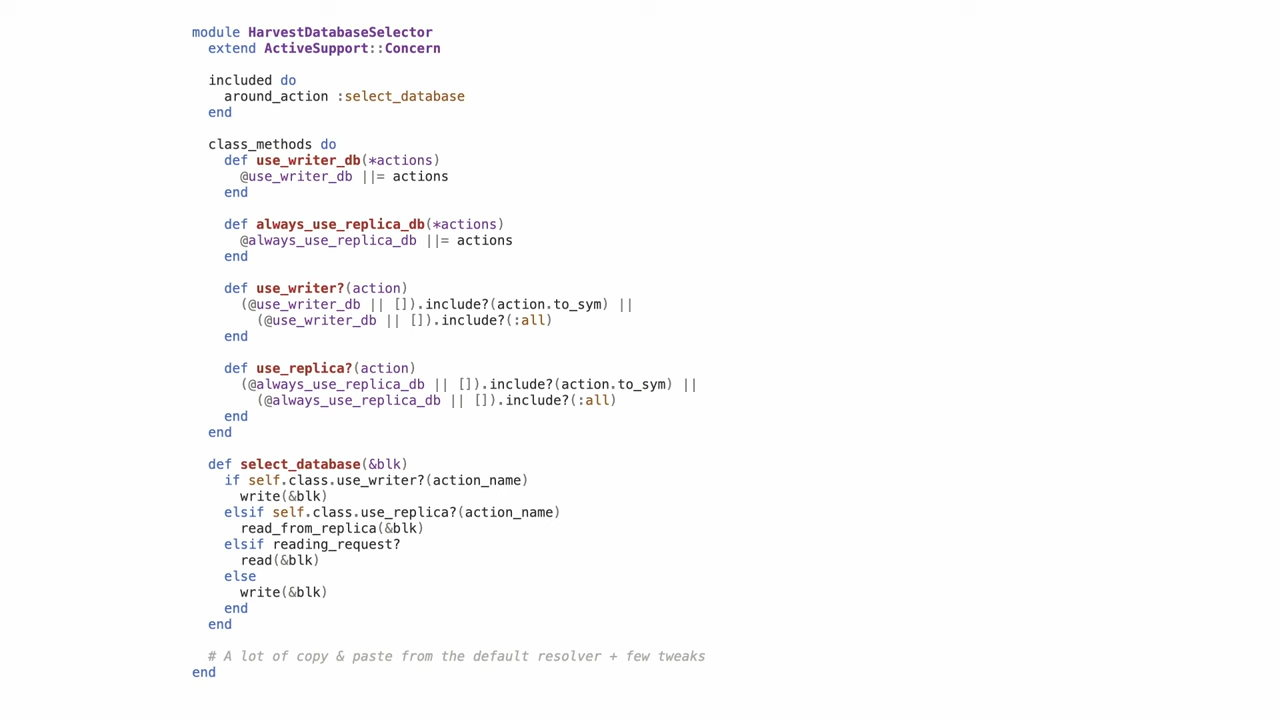 module HarvestDatabaseSelector
  extend ActiveSupport::Concern

  included do
    around_action :select_database
  end

  class_methods do
    def use_writer_db(*actions)
      @use_writer_db ||= actions
    end

    def always_use_replica_db(*actions)
      @always_use_replica_db ||= actions
    end

    def use_writer?(action)
      (@use_writer_db || []).include?(action.to_sym) ||
        (@use_writer_db || []).include?(:all)
    end

    def use_replica?(action)
      (@always_use_replica_db || []).include?(action.to_sym) ||
        (@always_use_replica_db || []).include?(:all)
    end
  end

  def select_database(&blk)
    if self.class.use_writer?(action_name)
      write(&blk)
    elsif self.class.use_replica?(action_name)
      read_from_replica(&blk)
    elsif reading_request?
      read(&blk)
    else
      write(&blk)
    end
  end

  # A lot of copy & paste from the default resolver + few tweaks
end